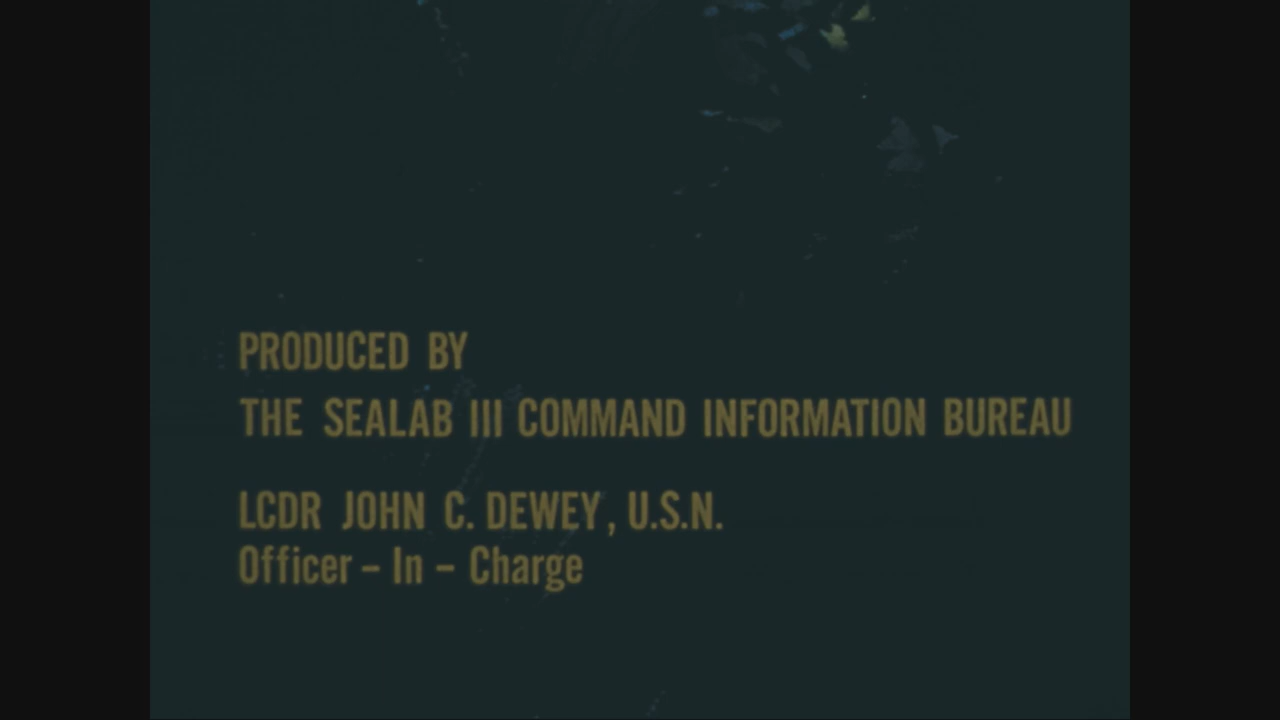 PRODUCED BY
THE SEALAB III COMMAND INFORMATION BUREAU
LCDR JOHN C. DEWEY, U.S.N.
Officer – In – Charge